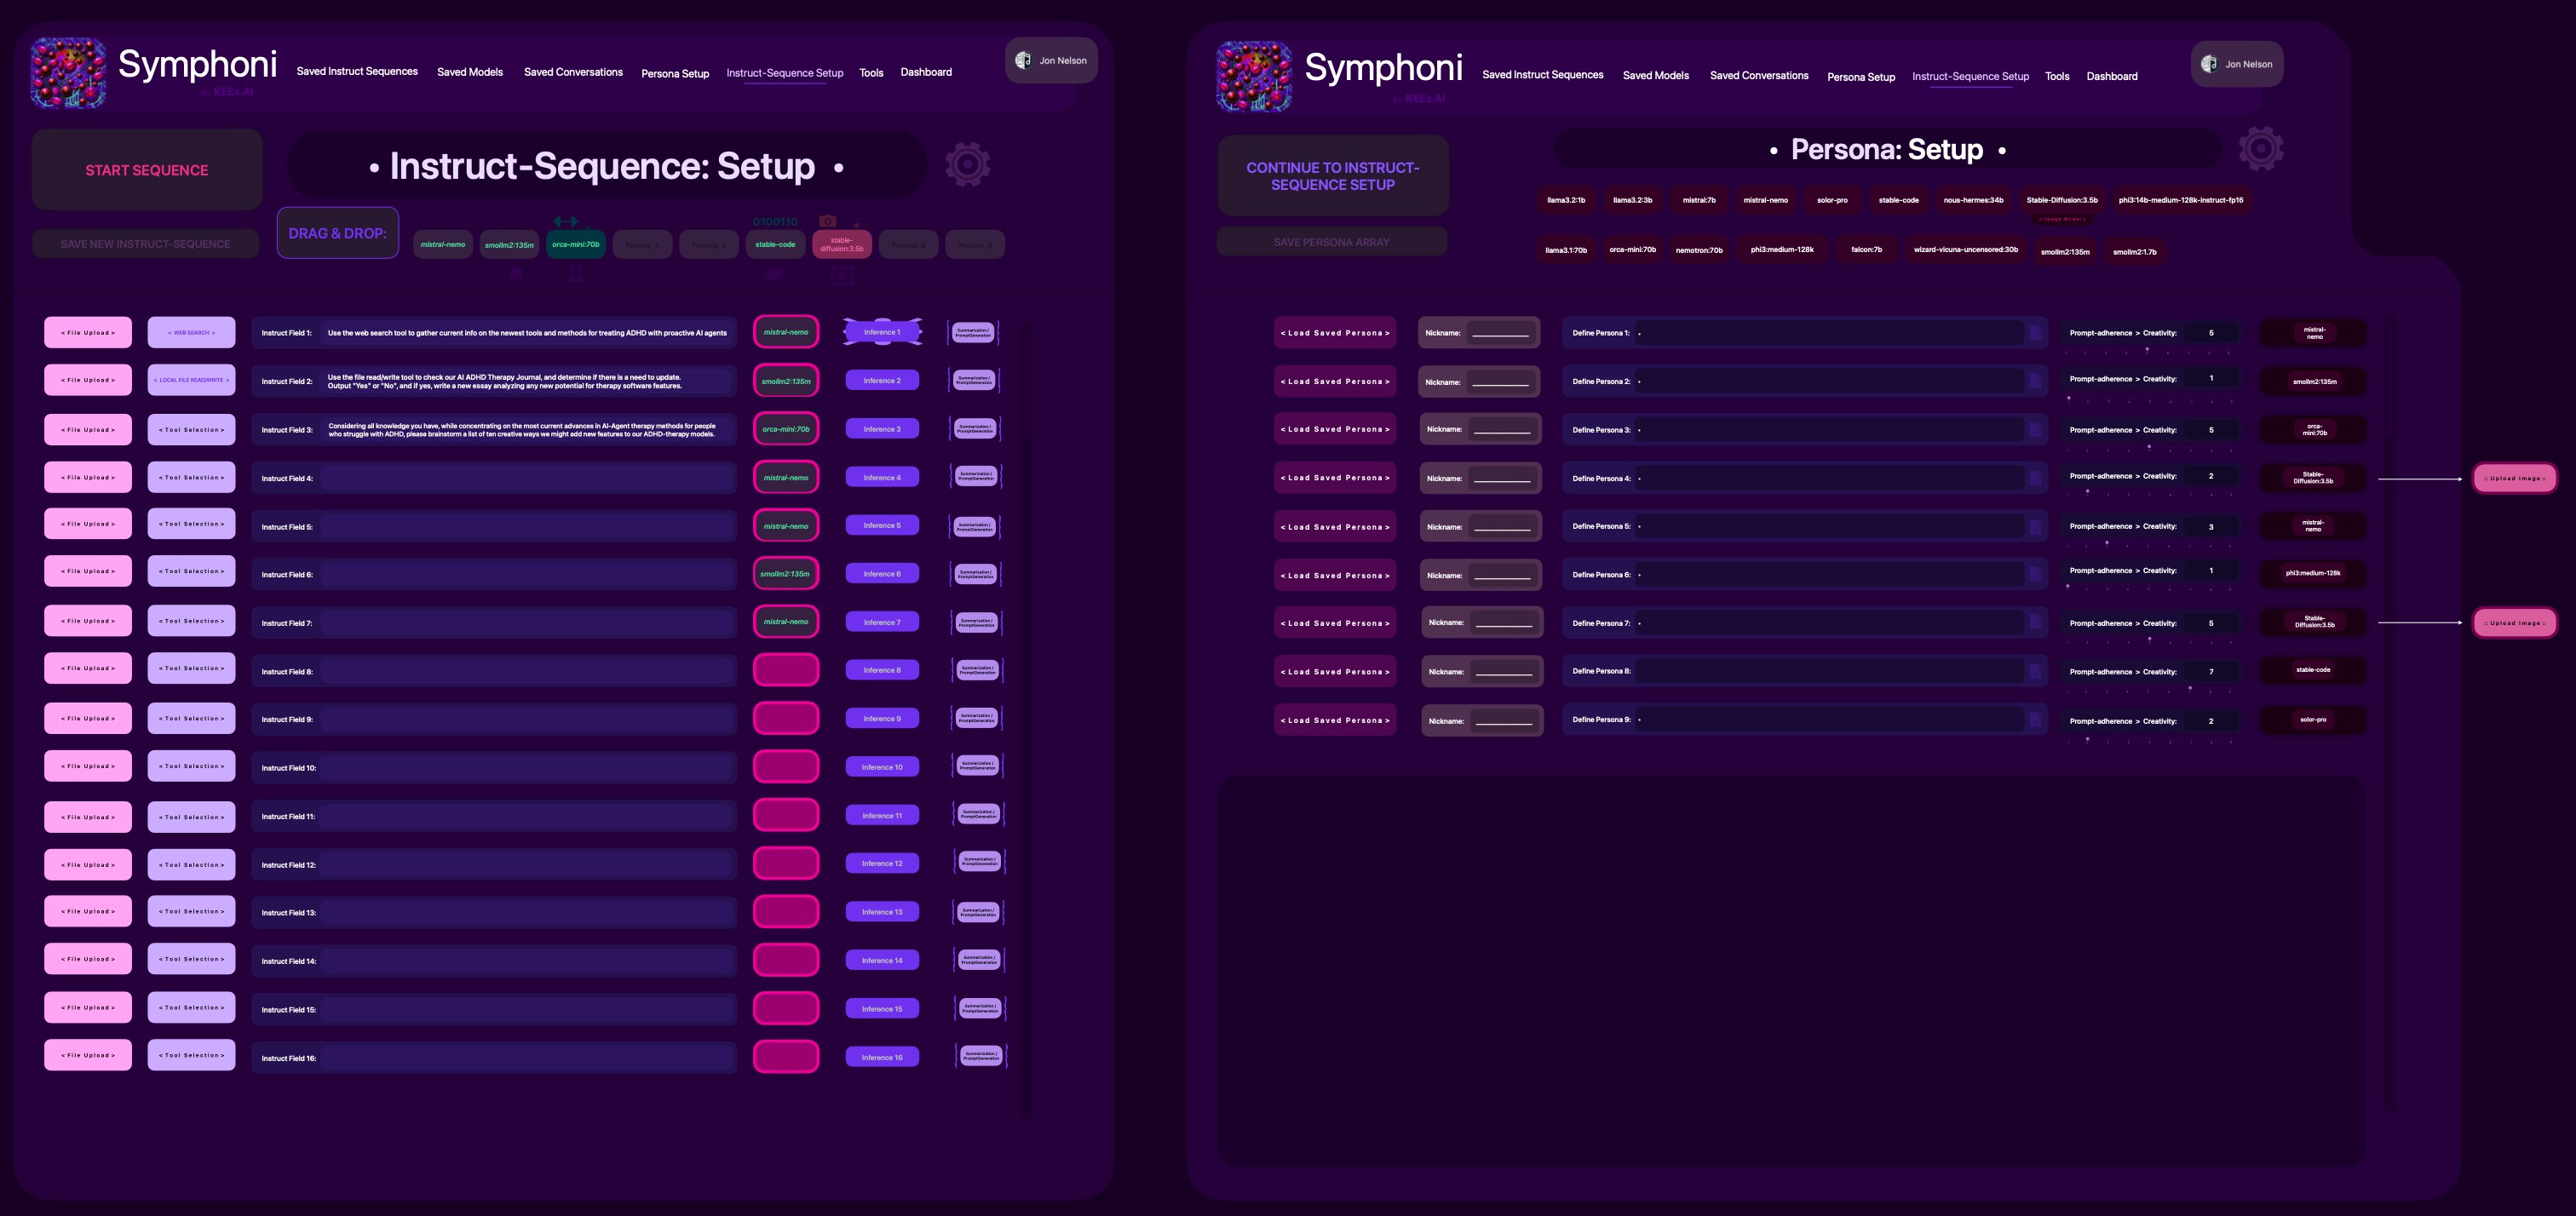 Symphoni
By KEEx.AI
Saved Instruct Sequences
Saved Models
Saved Conversations
Persona Setup
Instruct-Sequence Setup
Tools
Dashboard
Jon Nelson
START SEQUENCE
• Instruct-Sequence: Setup •
SAVE NEW INSTRUCT-SEQUENCE
DRAG & DROP:
0100110
mistral-nemo
smollm2:135m
orca-mini:70b
Persona_4
stable-code
stable-
diffusion:3.5b
< File Upload >
< WEB SEARCH >
Instruct Field 1:
Use the web search tool to gather current info on the newest tools and methods for treating ADHD with proactive AI agents
mistral-nemo
Inference 1
Summarization /
PromptGeneration
< File Upload >
< LOCAL FILE READ/WRITE >
Instruct Field 2:
Use the file read/write tool to check our AI ADHD Therapy Journal, and determine if there is a need to update.
Output "Yes" or "No", and if yes, write a new essay analyzing any new potential for therapy software features.
smollm2:135m
Inference 2
Summarization /
PromptGeneration
< File Upload >
< Tool Selection >
Instruct Field 3:
Considering all knowledge you have, while concentrating on the most current advances in AI-Agent therapy methods for people
who struggle with ADHD, please brainstorm a list of ten creative ways we might add new features to our ADHD-therapy models.
orca-mini:70b
Inference 3
Summarization /
PromptGeneration
< File Upload >
< Tool Selection >
Instruct Field 4:
mistral-nemo
Inference 4
Summarization /
PromptGeneration
< File Upload >
< Tool Selection >
Instruct Field 5:
mistral-nemo
Inference 5
Summarization /
PromptGeneration
< File Upload >
< Tool Selection >
Instruct Field 6:
smollm2:135m
Inference 6
Summarization /
PromptGeneration
< File Upload >
< Tool Selection >
Instruct Field 7:
mistral-nemo
Inference 7
Summarization /
PromptGeneration
< File Upload >
< Tool Selection >
Instruct Field 8:
Inference 8
Summarization /
PromptGeneration
< File Upload >
< Tool Selection >
Instruct Field 9:
Inference 9
Summarization /
PromptGeneration
< File Upload >
< Tool Selection >
Instruct Field 10:
Inference 10
Summarization /
PromptGeneration
< File Upload >
< Tool Selection >
Instruct Field 11:
Inference 11
Summarization /
PromptGeneration
< File Upload >
< Tool Selection >
Instruct Field 12:
Inference 12
Summarization /
PromptGeneration
< File Upload >
< Tool Selection >
Instruct Field 13:
Inference 13
Summarization /
PromptGeneration
< File Upload >
< Tool Selection >
Instruct Field 14:
Inference 14
Summarization /
PromptGeneration
< File Upload >
< Tool Selection >
Instruct Field 15:
Inference 15
Summarization /
PromptGeneration
< File Upload >
< Tool Selection >
Instruct Field 16:
Inference 16
Summarization /
PromptGeneration
Symphoni
By KEEx.AI
Saved Instruct Sequences
Saved Models
Saved Conversations
Persona Setup
Instruct-Sequence Setup
Tools
Dashboard
Jon Nelson
CONTINUE TO INSTRUCT-
SEQUENCE SETUP
• Persona: Setup •
SAVE PERSONA ARRAY
llama3.2:1b
llama3.2:3b
mistral:7b
mistral-nemo
solor-pro
stable-code
nous-hermes:34b
Stable-Diffusion:3.5b
phi3:14b-medium-128k-instruct-fp16
< Image Model >
llama3.1:70b
orca-mini:70b
nemotron:70b
phi3:medium-128k
falcon:7b
wizard-vicuna-uncensored:30b
smollm2:135m
smollm2:1.7b
< Load Saved Persona >
Nickname: ______________
Define Persona 1: •
Prompt-adherence > Creativity: 5
mistral-
nemo
< Load Saved Persona >
Nickname: ______________
Define Persona 2: •
Prompt-adherence > Creativity: 1
smollm2:135m
< Load Saved Persona >
Nickname: ______________
Define Persona 3: •
Prompt-adherence > Creativity: 5
orca-
mini:70b
< Load Saved Persona >
Nickname: ______________
Define Persona 4: •
Prompt-adherence > Creativity: 2
Stable-
Diffusion:3.5b
:: Upload Image ::
< Load Saved Persona >
Nickname: ______________
Define Persona 5: •
Prompt-adherence > Creativity: 3
mistral-
nemo
< Load Saved Persona >
Nickname: ______________
Define Persona 6: •
Prompt-adherence > Creativity: 1
phi3:medium-128k
< Load Saved Persona >
Nickname: ______________
Define Persona 7: •
Prompt-adherence > Creativity: 5
Stable-
Diffusion:3.5b
:: Upload Image ::
< Load Saved Persona >
Nickname: ______________
Define Persona 8:
Prompt-adherence > Creativity: 7
stable-code
< Load Saved Persona >
Nickname: ______________
Define Persona 9: •
Prompt-adherence > Creativity: 2
solor-pro